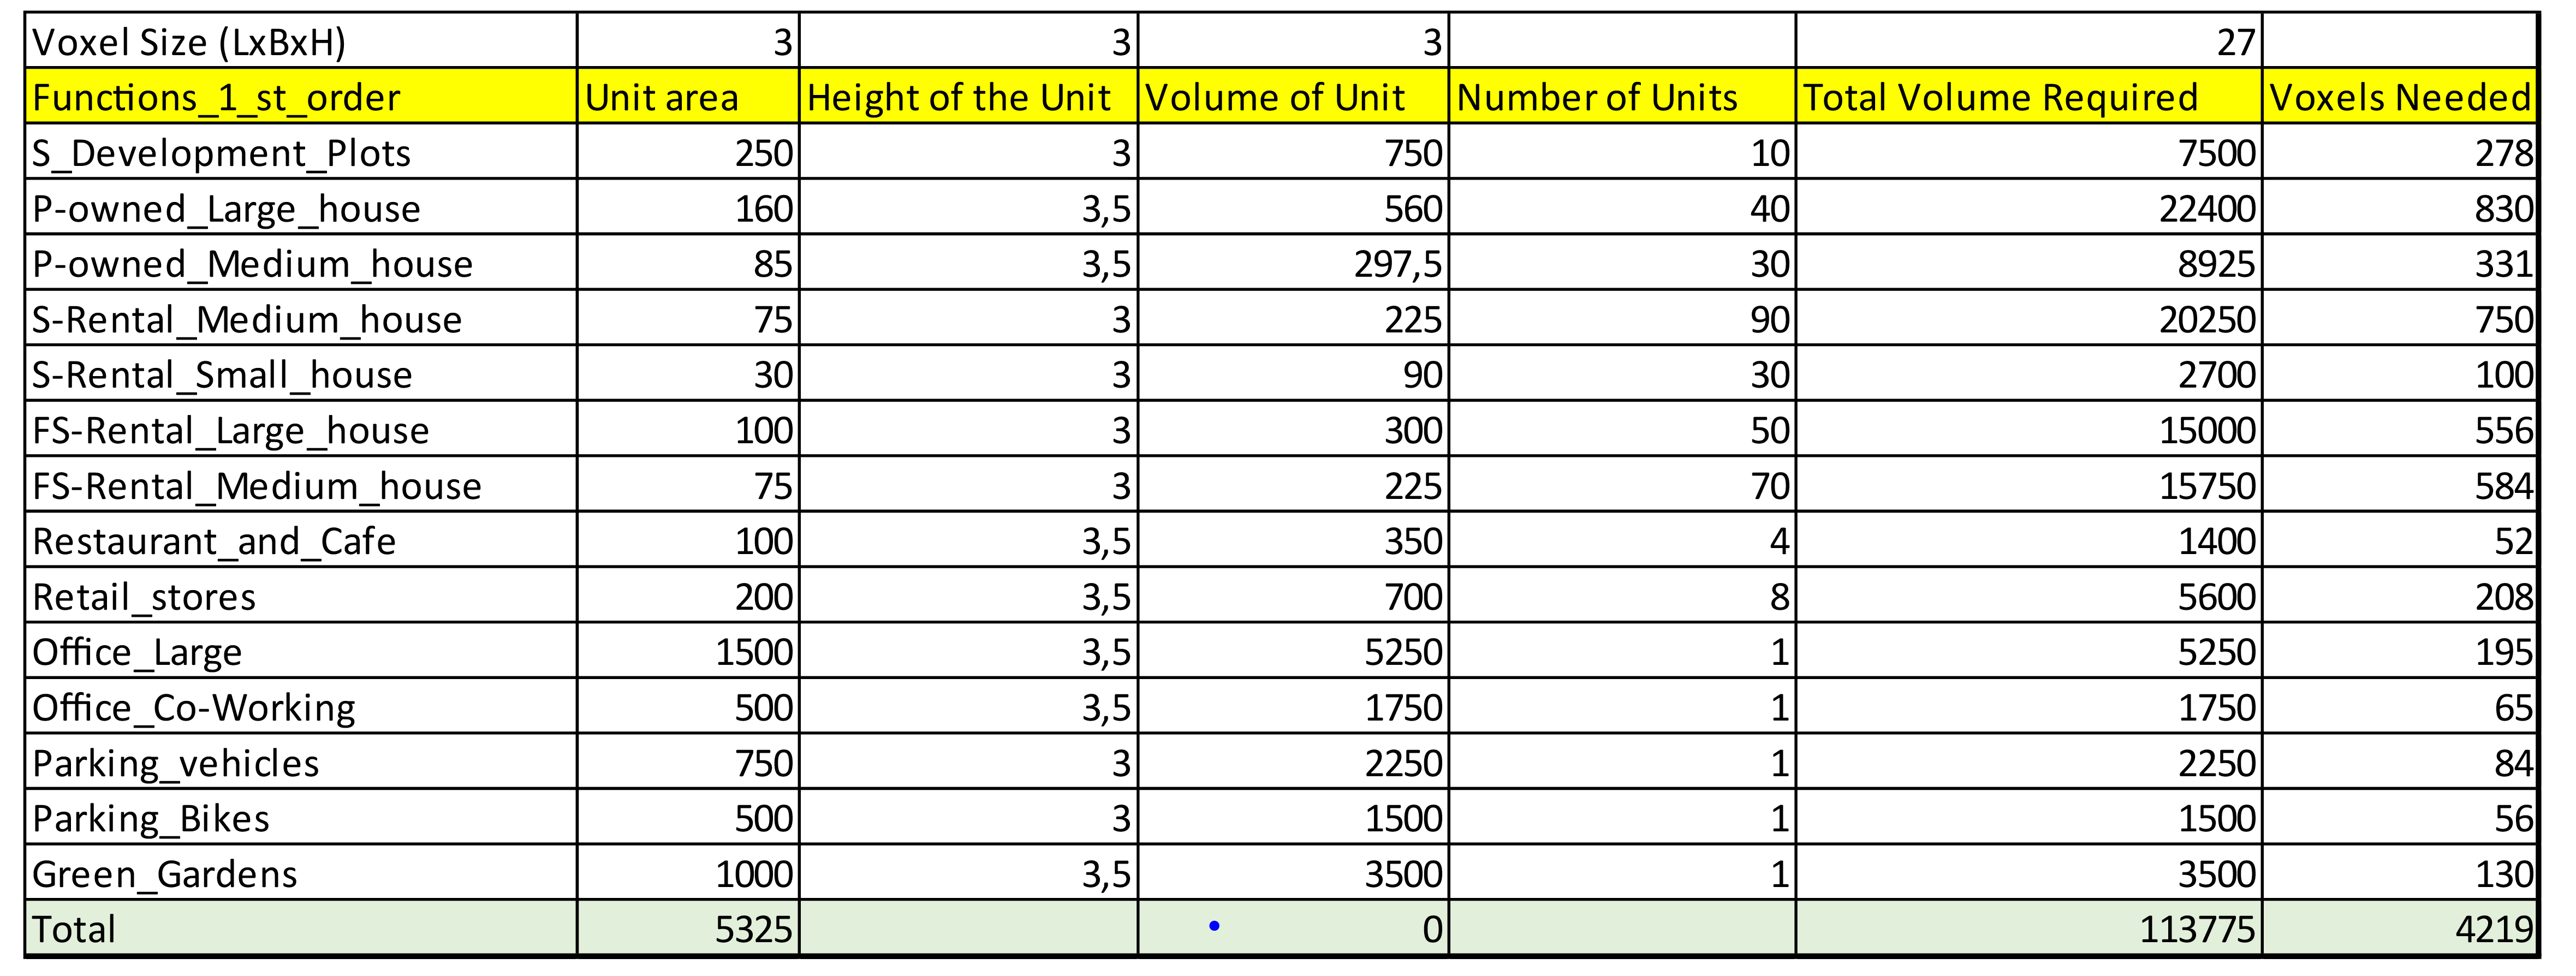 Voxel Size (LxBxH) 3 3 3 27
Functions_1_st_order Unit area Height of the Unit Volume of Unit Number of Units Total Volume Required Voxels Needed
S_Development_Plots 250 3 750 10 7500 278
P-owned_Large_house 160 3,5 560 40 22400 830
P-owned_Medium_house 85 3,5 297,5 30 8925 331
S-Rental_Medium_house 75 3 225 90 20250 750
S-Rental_Small_house 30 3 90 30 2700 100
FS-Rental_Large_house 100 3 300 50 15000 556
FS-Rental_Medium_house 75 3 225 70 15750 584
Restaurant_and_Cafe 100 3,5 350 4 1400 52
Retail_stores 200 3,5 700 8 5600 208
Office_Large 1500 3,5 5250 1 5250 195
Office_Co-Working 500 3,5 1750 1 1750 65
Parking_vehicles 750 3 2250 1 2250 84
Parking_Bikes 500 3 1500 1 1500 56
Green_Gardens 1000 3,5 3500 1 3500 130
Total 5325 0 113775 4219